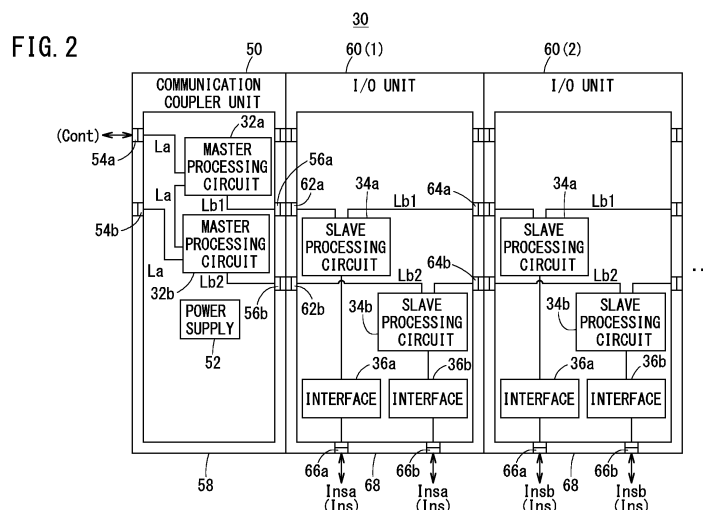 30
FIG. 2
50
60(1)
60(2)
COMMUNICATION
COUPLER UNIT
I/O UNIT
I/O UNIT
32a
(Cont)
54a
La
MASTER
PROCESSING
CIRCUIT
56a
62a
34a
64a
34a
La
Lb1
Lb1
Lb1
54b
MASTER
PROCESSING
CIRCUIT
SLAVE
PROCESSING
CIRCUIT
SLAVE
PROCESSING
CIRCUIT
La
64b
32b
Lb2
Lb2
Lb2
56b
62b
34b
SLAVE
PROCESSING
CIRCUIT
34b
SLAVE
PROCESSING
CIRCUIT
POWER
SUPPLY
52
36a
36b
36a
36b
INTERFACE
INTERFACE
INTERFACE
INTERFACE
58
66a
66b
68
66a
66b
68
Insa
(Ins)
Insa
(Ins)
Insb
(Ins)
Insb
(Ins)